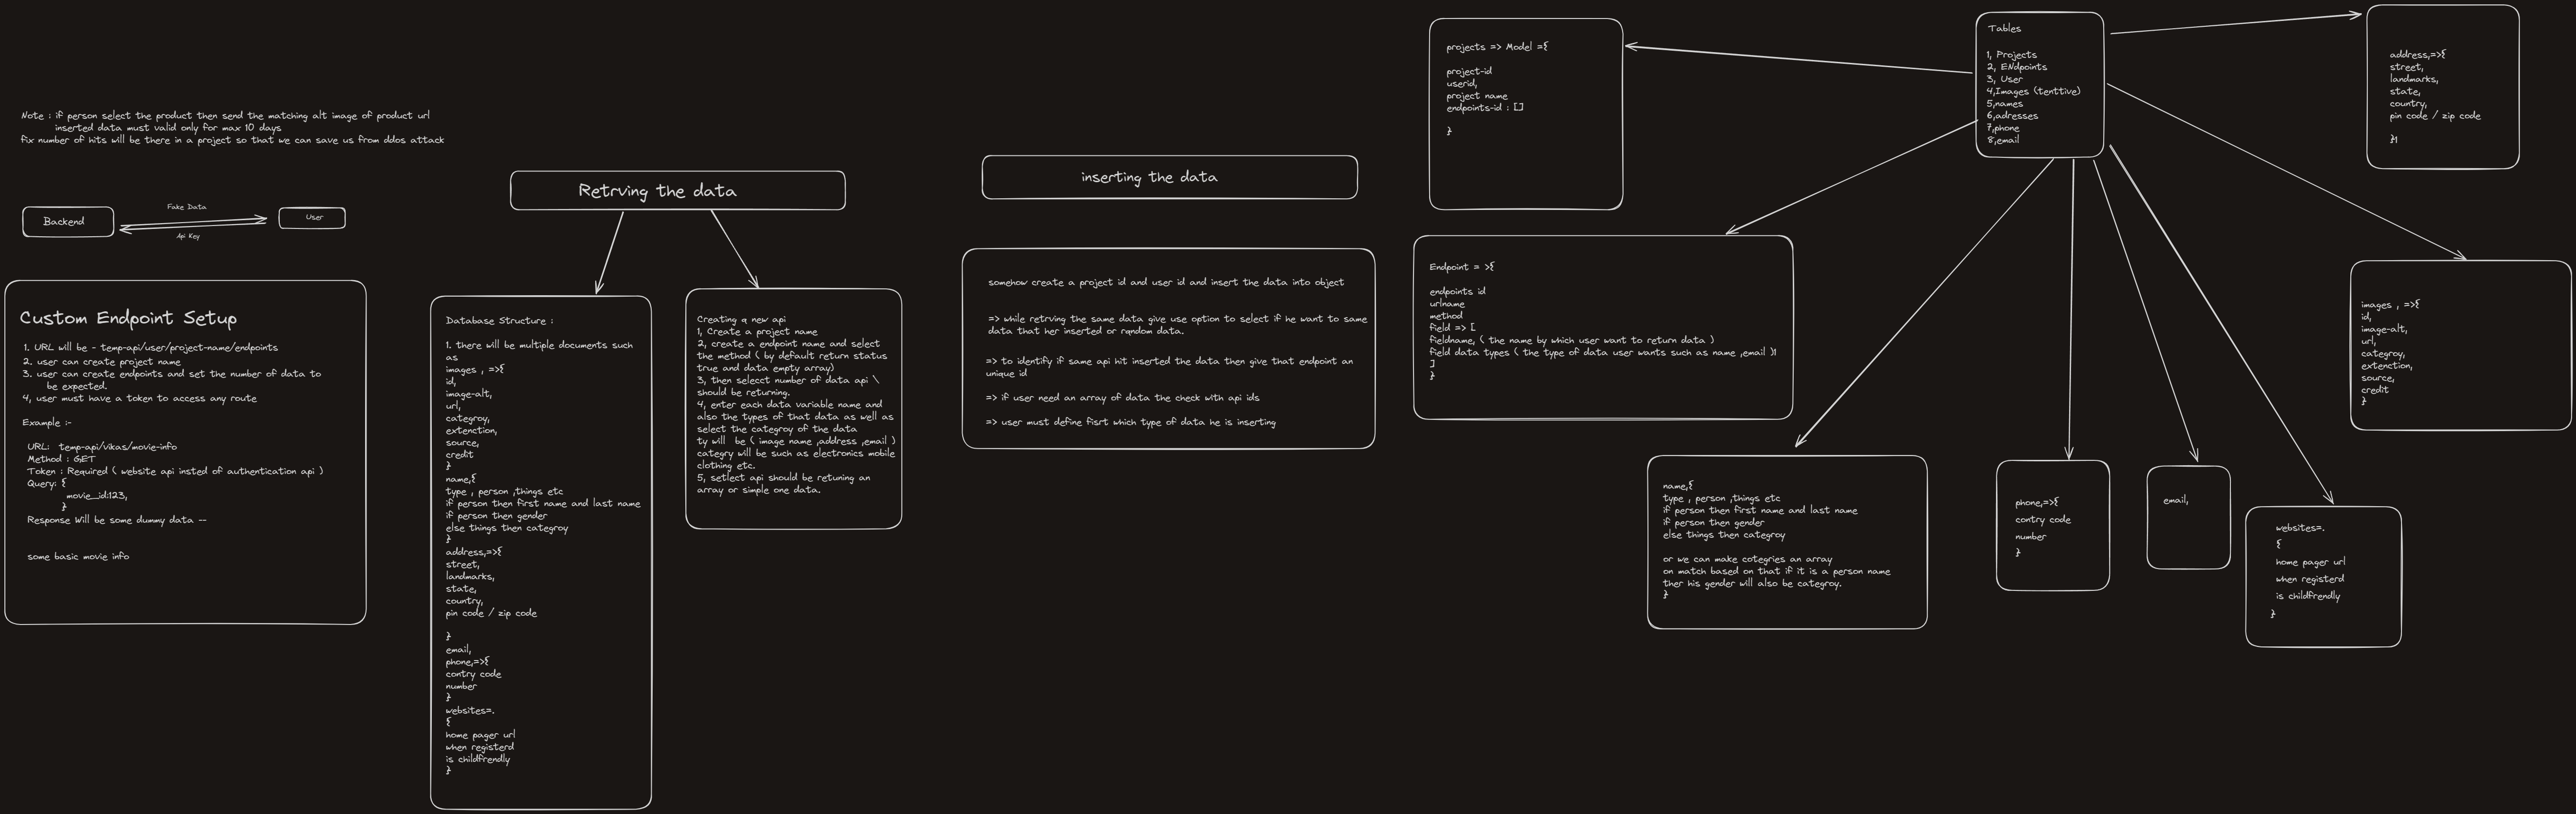 Note : if person select the product then send the matching alt image of product url
inserted data must valid only for max 10 days
fix number of hits will be there in a project so that we can save us from ddos attack
Backend
Fake Data
Api Key
User
Custom Endpoint Setup
1. URL will be - temp-api/user/project-name/endpoints
2. user can create project name
3. user can create endpoints and set the number of data to
be expected.
4, user must have a token to access any route
Example :-
URL: temp-api/vikas/movie-info
Method : GET
Token : Required ( website api insted of authentication api )
Query: {
movie_id:123,
}
Response Will be some dummy data --
some basic movie info
Retrving the data
Database Structure :
1. there will be multiple documents such
as
images , =>{
id,
image-alt,
url,
categroy,
extenction,
source,
credit
}
name,{
type , person ,things etc
if person then first name and last name
if person then gender
else things then categroy
}
address,=>{
street,
landmarks,
state,
country,
pin code / zip code
}
email,
phone,=>{
contry code
number
}
websites=.
{
home pager url
when registerd
is childfrendly
}
Creating q new api
1, Create a project name
2, create a endpoint name and select
the method ( by default return status
true and data empty array)
3, then selecct number of data api \
should be returning.
4, enter each data variable name and
also the types of that data as well as
select the categroy of the data
ty will be ( image name ,address ,email )
categry will be such as electronics mobile
clothing etc.
5, setlect api should be retuning an
array or simple one data.
inserting the data
somehow create a project id and user id and insert the data into object
=> while retrving the same data give use option to select if he want to same
data that her inserted or rqndom data.
=> to identify if same api hit inserted the data then give that endpoint an
unique id
=> if user need an array of data the check with api ids
=> user must define fisrt which type of data he is inserting
projects => Model ={
project-id
userid,
project name
endpoints-id : []
}
Tables
1, Projects
2, ENdpoints
3, User
4,Images (tenttive)
5,names
6,adresses
7,phone
8,email
address,=>{
street,
landmarks,
state,
country,
pin code / zip code
}1
Endpoint = >{
endpoints id
urlname
method
field => [
fieldname, ( the name by which user want to return data )
field data types ( the type of data user wants such as name ,email )1
]
}
images , =>{
id,
image-alt,
url,
categroy,
extenction,
source,
credit
}
name,{
type , person ,things etc
if person then first name and last name
if person then gender
else things then categroy
or we can make cotegries an array
on match based on that if it is a person name
ther his gender will also be categroy.
}
phone,=>{
contry code
number
}
email,
websites=.
{
home pager url
when registerd
is childfrendly
}